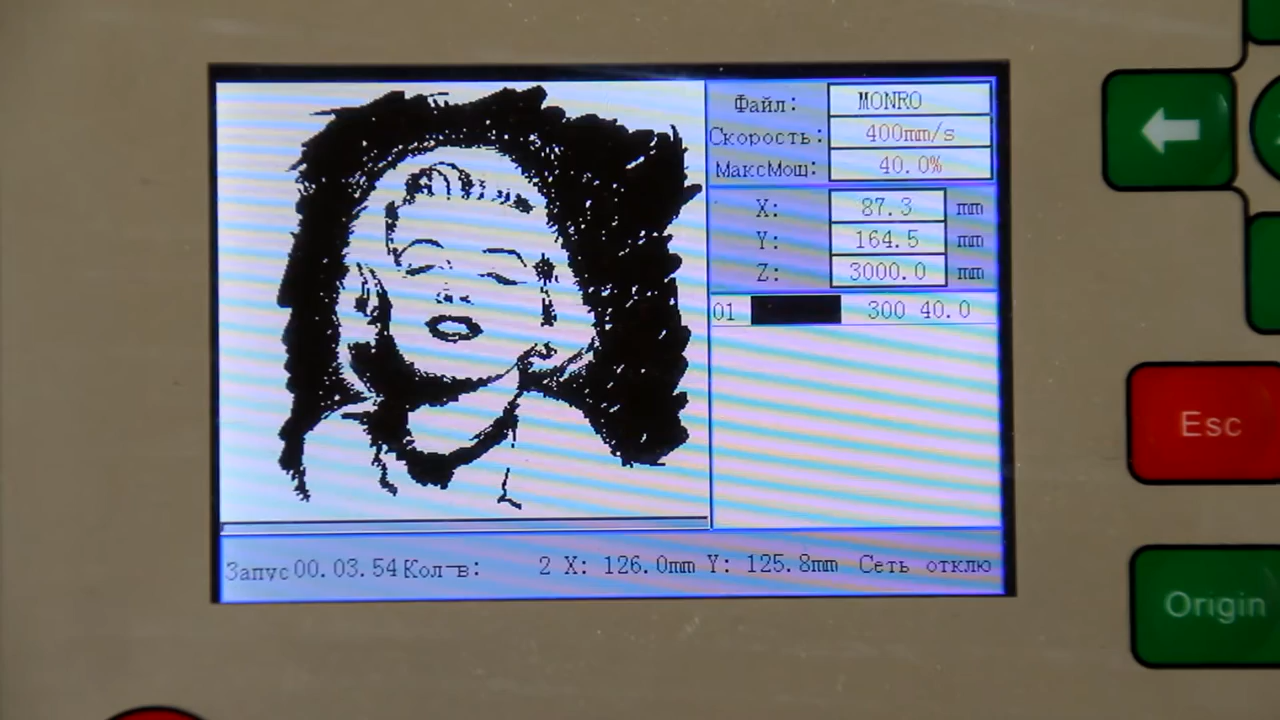 Файл: MONRO
Скорость: 400mm/s
МаксМощ: 40.0%
X: 87.3 mm
Y: 164.5 mm
Z: 3000.0 mm
01 300 40.0
Запус 00.03.54 Кол-в: 2 X: 126.0mm Y: 125.8mm Сеть отклю
Esc
Origin